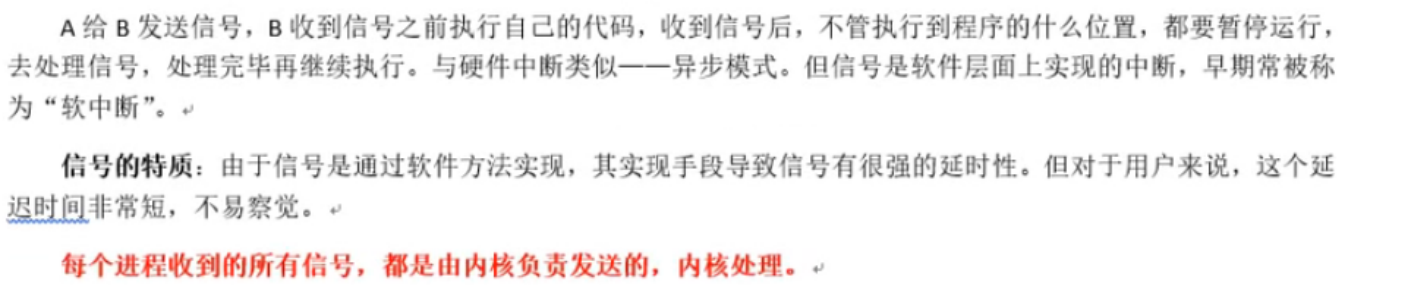 A 给 B 发送信号，B 收到信号之前执行自己的代码，收到信号后，不管执行到程序的什么位置，都要暂停运行，
去处理信号，处理完毕再继续执行。与硬件中断类似——异步模式。但信号是软件层面上实现的中断，早期常被称
为“软中断”。
信号的特质：由于信号是通过软件方法实现，其实现手段导致信号有很强的延时性。但对于用户来说，这个延
迟时间非常短，不易察觉。
每个进程收到的所有信号，都是由内核负责发送的，内核处理。